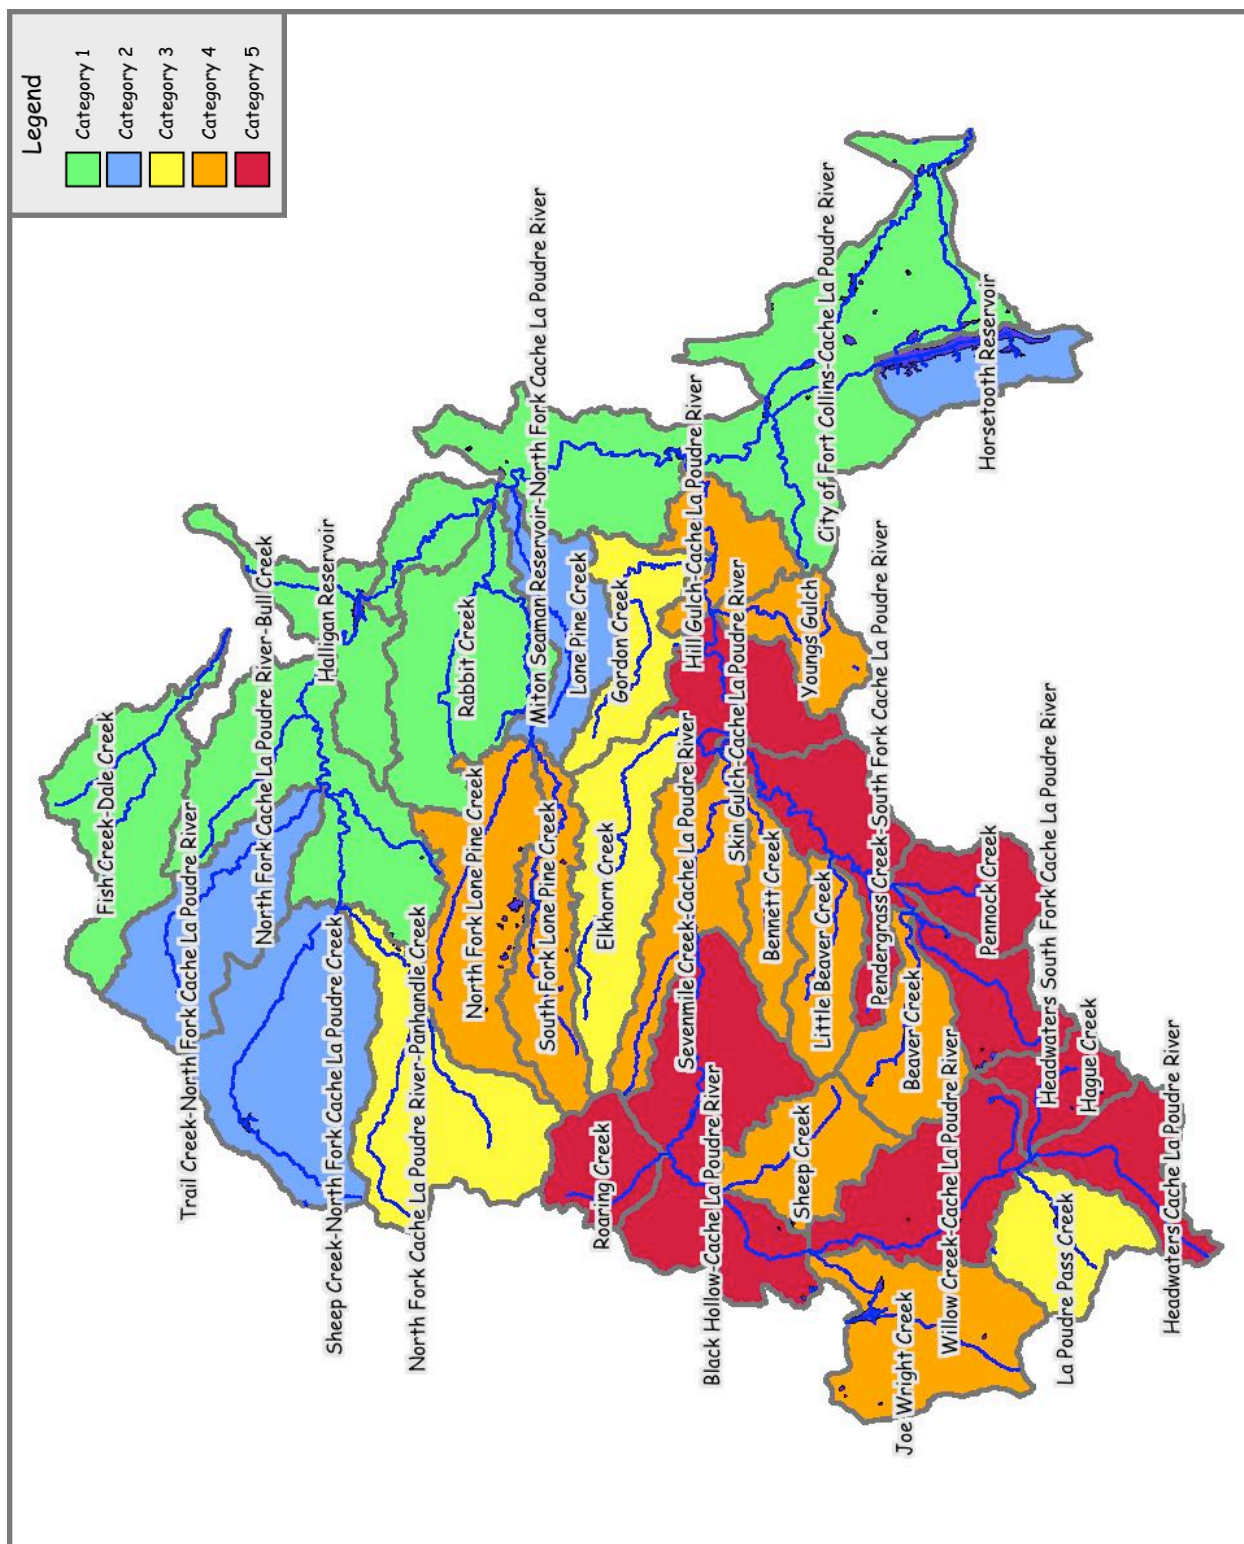 Legend
Category 1
Category 2
Category 3
Category 4
Category 5
Fish Creek-Dale Creek
Trail Creek-North Fork Cache La Poudre River
North Fork Cache La Poudre River-Bull Creek
Halligan Reservoir
Sheep Creek-North Fork Cache La Poudre Creek
North Fork Cache La Poudre River-Panhandle Creek
Rabbit Creek
North Fork Lone Pine Creek
Miton Seaman Reservoir-North Fork Cache La Poudre River
South Fork Lone Pine Creek
Lone Pine Creek
Elkhorn Creek
Gordon Creek
Roaring Creek
Sevenmile Creek-Cache La Poudre River
Hill Gulch-Cache La Poudre River
Black Hollow-Cache La Poudre River
Skin Gulch-Cache La Poudre River
Bennett Creek
Sheep Creek
Little Beaver Creek
Youngs Gulch
City of Fort Collins-Cache La Poudre River
Pendergrass Creek-South Fork Cache La Poudre River
Joe Wright Creek
Beaver Creek
Willow Creek-Cache La Poudre River
Pennock Creek
Horsetooth Reservoir
Headwaters South Fork Cache La Poudre River
La Poudre Pass Creek
Hague Creek
Headwaters Cache La Poudre River